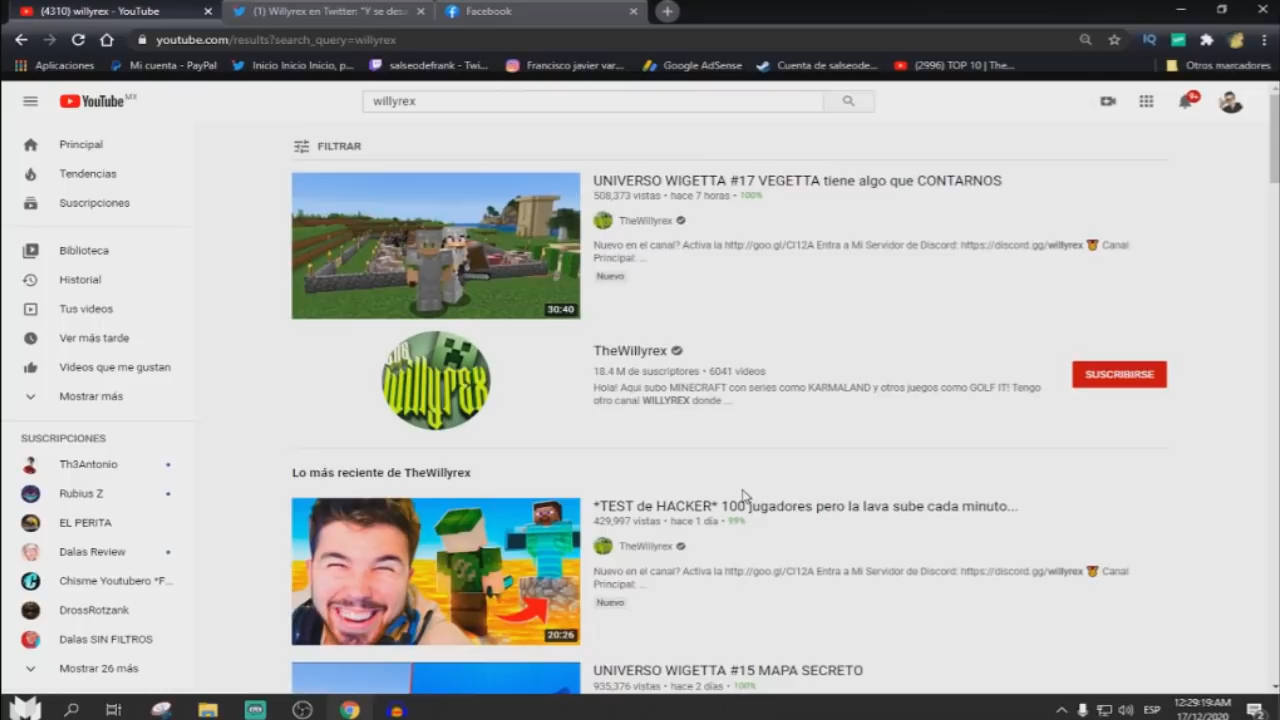 (4310) willyrex - YouTube
(1) Willyrex en Twitter: "Y se desa
Facebook
youtube.com/results?search_query=willyrex
Aplicaciones
Mi cuenta - PayPal
Inicio Inicio Inicio, p...
salseodefrank - Twi...
Francisco javier var...
Google AdSense
Cuenta de salseode...
(2996) TOP 10 | The...
Otros marcadores
YouTube MX
willyrex
9+
Principal
Tendencias
Suscripciones
Biblioteca
Historial
Tus videos
Ver más tarde
Videos que me gustan
Mostrar más
SUSCRIPCIONES
Th3Antonio
Rubius Z
EL PERITA
Dalas Review
Chisme Youtubero *F...
DrossRotzank
Dalas SIN FILTROS
Mostrar 26 más
FILTRAR
30:40
UNIVERSO WIGETTA #17 VEGETTA tiene algo que CONTARNOS
508,373 vistas • hace 7 horas • 100%
TheWillyrex
Nuevo en el canal? Activa la http://goo.gl/CI12A Entra a Mi Servidor de Discord: https://discord.gg/willyrex Canal
Principal: ...
Nuevo
the willyrex
TheWillyrex
18.4 M de suscriptores • 6041 videos
Hola! Aqui subo MINECRAFT con series como KARMALAND y otros juegos como GOLF IT! Tengo
otro canal WILLYREX donde ...
SUSCRIBIRSE
Lo más reciente de TheWillyrex
20:26
*TEST de HACKER* 100 jugadores pero la lava sube cada minuto...
429,997 vistas • hace 1 día • 99%
TheWillyrex
Nuevo en el canal? Activa la http://goo.gl/CI12A Entra a Mi Servidor de Discord: https://discord.gg/willyrex Canal
Principal: ...
Nuevo
UNIVERSO WIGETTA #15 MAPA SECRETO
935,376 vistas • hace 2 días • 100%
ESP
12:29:19 AM
17/12/2020
2